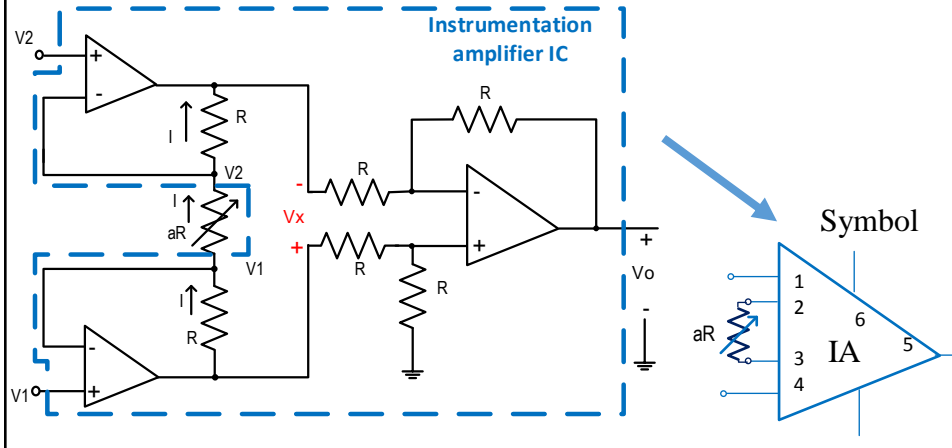 Instrumentation
amplifier IC
V2
+
-
I
R
V2
I
aR
V1
I
R
-
+
V1
-
Vx
+
R
R
R
R
-
+
+
Vo
-
Symbol
1
2
3
4
5
6
IA
aR